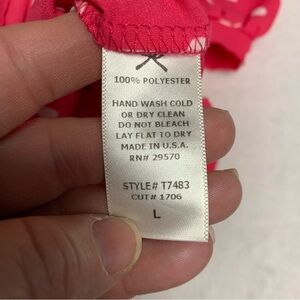 100% POLYESTER
HAND WASH COLD
OR DRY CLEAN
DO NOT BLEACH
LAY FLAT TO DRY
MADE IN U.S.A.
RN# 29570
STYLE# T7483
CUT# 1706
L